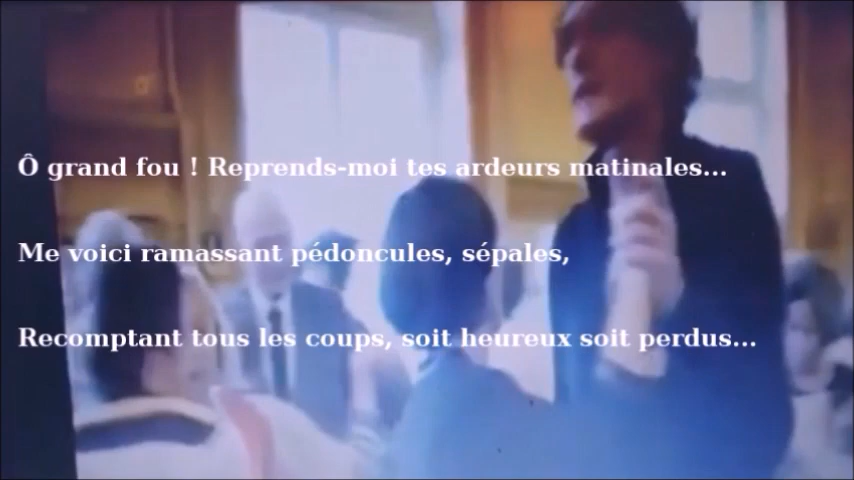 Ô grand fou ! Reprends-moi tes ardeurs matinales...
Me voici ramassant pédoncules, sépales,
Recomptant tous les coups, soit heureux soit perdus...